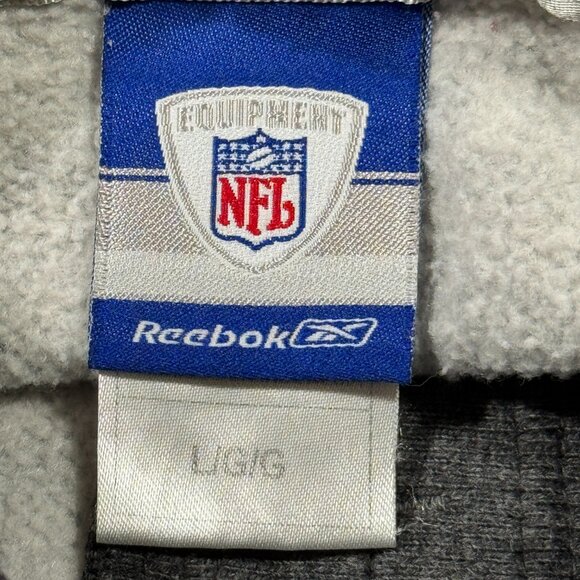 EQUIPMENT
NFL
Reebok
L/G/G